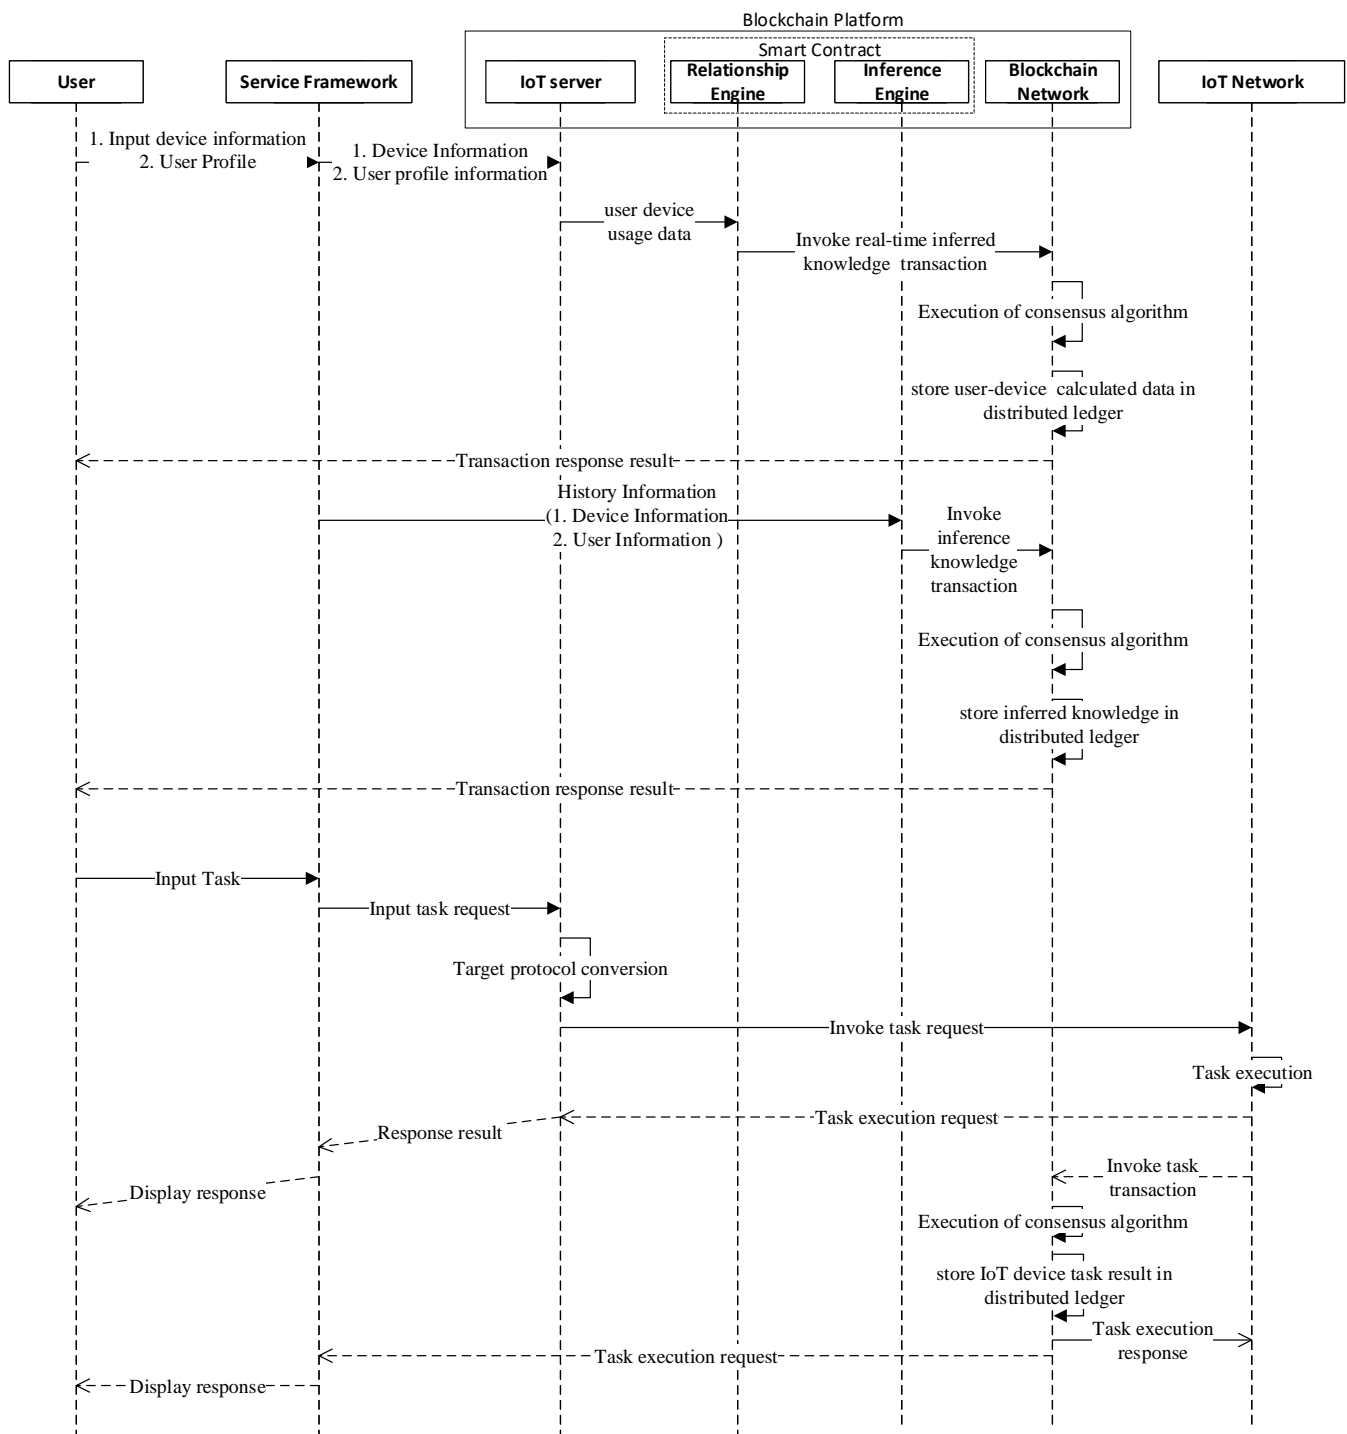 Blockchain Platform
Smart Contract
User
Service Framework
IoT server
Relationship
Engine
Inference
Engine
Blockchain
Network
IoT Network
1. Input device information
2. User Profile
1. Device Information
2. User profile information
user device
usage data
Invoke real-time inferred
knowledge transaction
Execution of consensus algorithm
store user-device calculated data in
distributed ledger
Transaction response result
History Information
(1. Device Information
2. User Information )
Invoke
inference
knowledge
transaction
Execution of consensus algorithm
store inferred knowledge in
distributed ledger
Transaction response result
Input Task
Input task request
Target protocol conversion
Invoke task request
Task execution
Task execution request
Response result
Invoke task
transaction
Display response
Execution of consensus algorithm
store IoT device task result in
distributed ledger
Task execution
response
Task execution request
Display response